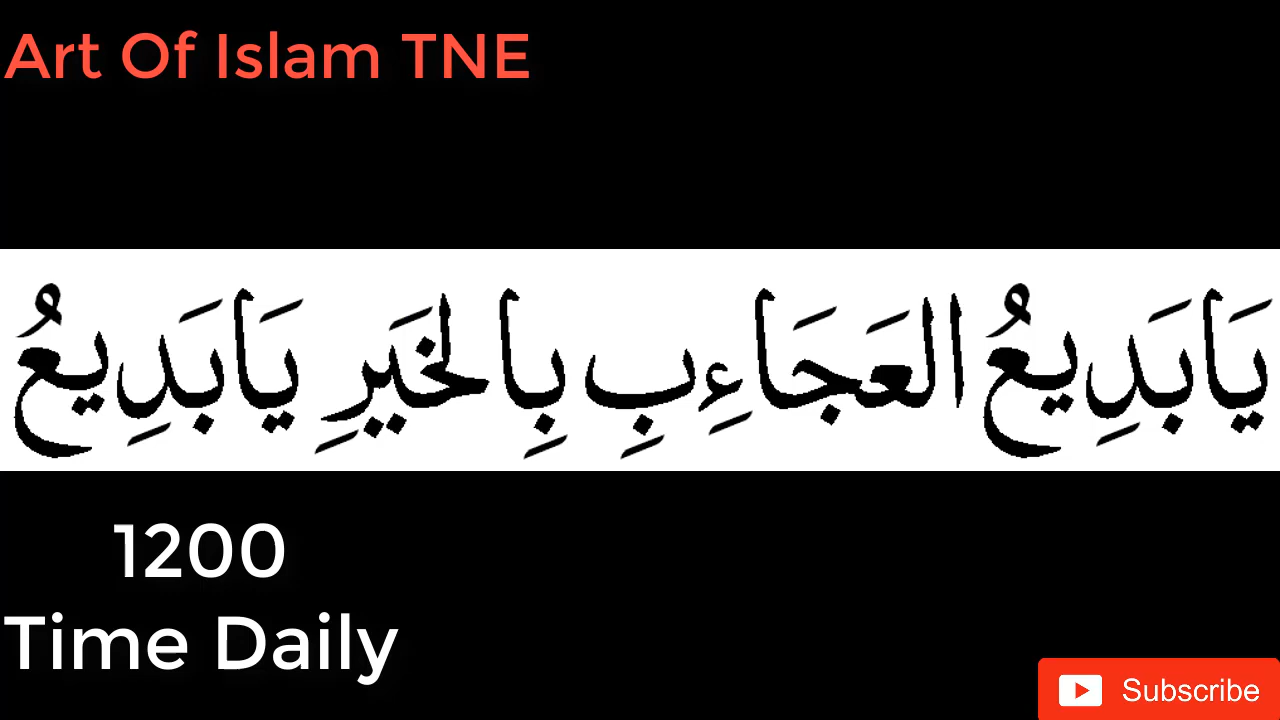 Art Of Islam TNE
يَابَدِيعُ العَجَاءِبِ بِالخَيرِ يَابَدِيعُ
1200
Time Daily
Subscribe